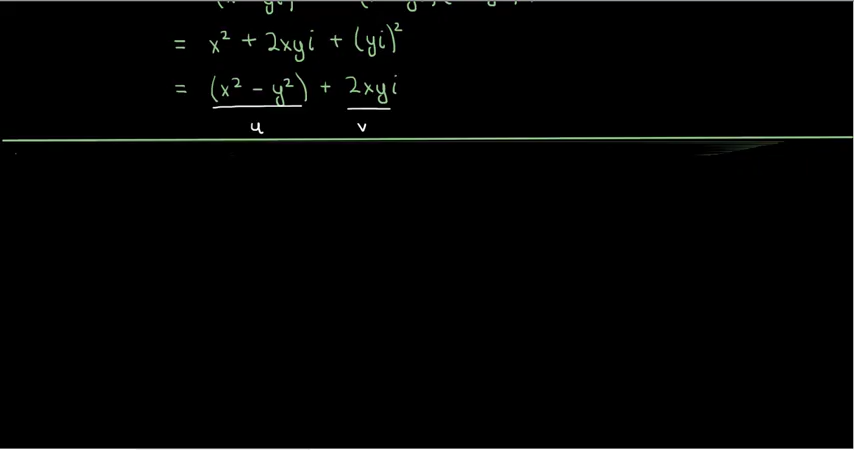 = x² + 2xyi + (yi)²
= (x² − y²) + 2xyi
u v